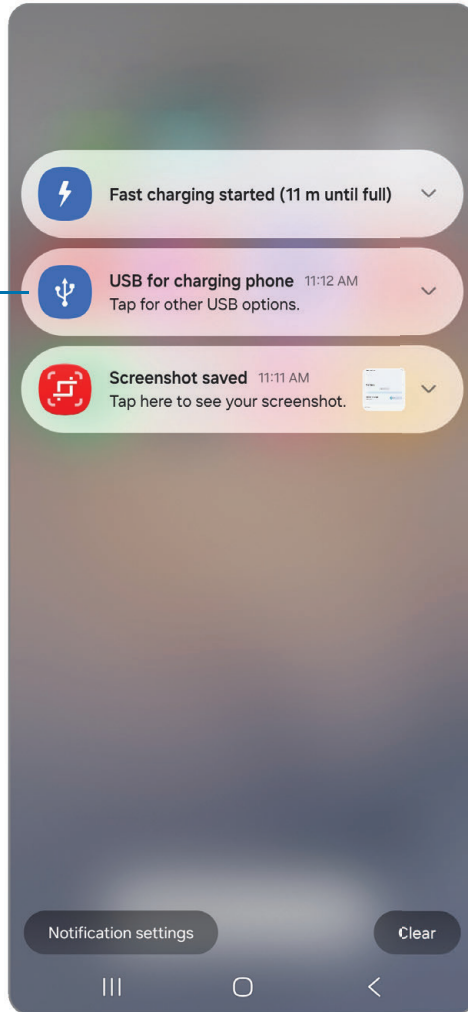 Fast charging started (11 m until full)
USB for charging phone 11:12 AM
Tap for other USB options.
Screenshot saved 11:11 AM
Tap here to see your screenshot.
Notification settings
Clear